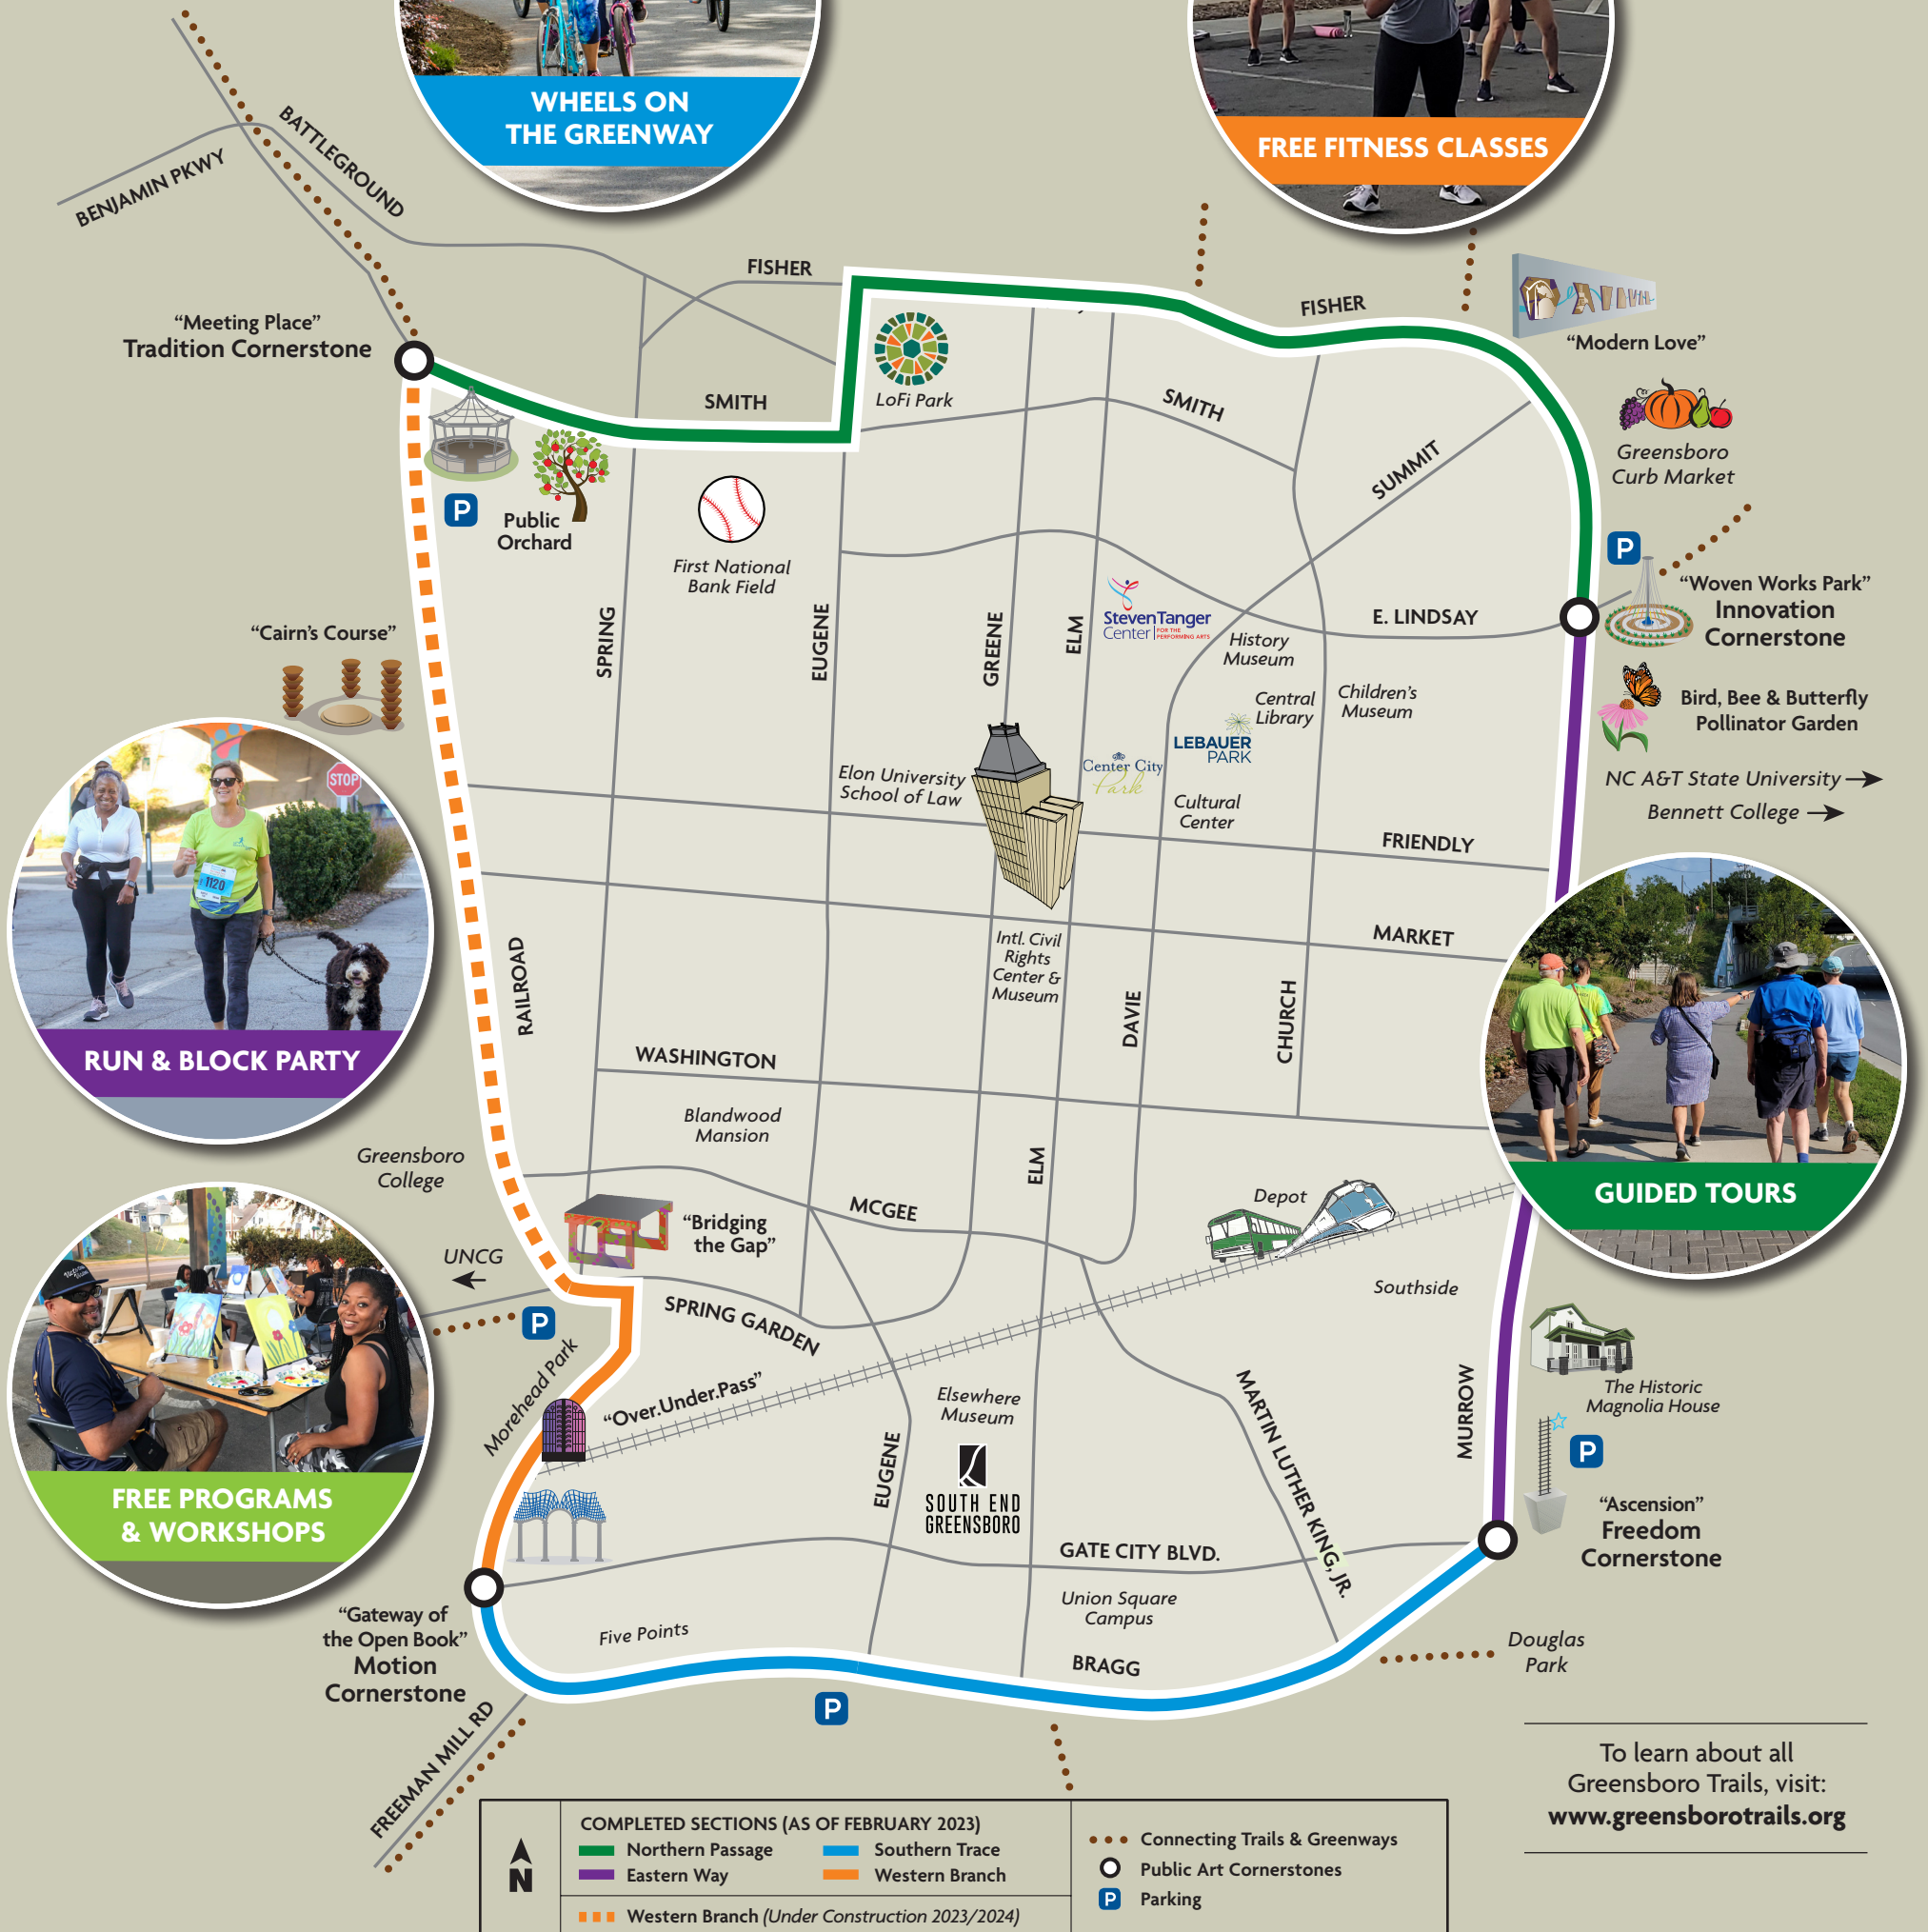 WHEELS ON
THE GREENWAY
FREE FITNESS CLASSES
BATTLEGROUND
BENJAMIN PKWY
FISHER
FISHER
“Meeting Place”
Tradition Cornerstone
“Modern Love”
SMITH
LoFi Park
SMITH
Greensboro
Curb Market
SUMMIT
P
Public
Orchard
First National
Bank Field
P
“Woven Works Park”
Innovation
Cornerstone
“Cairn’s Course”
SPRING
EUGENE
GREENE
ELM
StevenTanger
Center FOR THE
PERFORMING ARTS
E. LINDSAY
History
Museum
Central
Library
Children’s
Museum
Bird, Bee & Butterfly
Pollinator Garden
LEBAUER
PARK
Center City
Park
Elon University
School of Law
Cultural
Center
NC A&T State University
Bennett College
STOP
1120
FRIENDLY
MARKET
RAILROAD
Intl. Civil
Rights
Center &
Museum
DAVIE
CHURCH
RUN & BLOCK PARTY
WASHINGTON
Blandwood
Mansion
Greensboro
College
ELM
GUIDED TOURS
MCGEE
Depot
“Bridging
the Gap”
UNCG
P
SPRING GARDEN
Southside
Morehead Park
“Over.Under.Pass”
Elsewhere
Museum
MARTIN LUTHER KING, JR.
MURROW
The Historic
Magnolia House
P
EUGENE
SOUTH END
GREENSBORO
FREE PROGRAMS
& WORKSHOPS
“Ascension”
Freedom
Cornerstone
GATE CITY BLVD.
Union Square
Campus
“Gateway of
the Open Book”
Motion
Cornerstone
Five Points
BRAGG
Douglas
Park
P
FREEMAN MILL RD
To learn about all
Greensboro Trails, visit:
www.greensborotrails.org
N
COMPLETED SECTIONS (AS OF FEBRUARY 2023)
Northern Passage
Southern Trace
Eastern Way
Western Branch
Western Branch (Under Construction 2023/2024)
Connecting Trails & Greenways
Public Art Cornerstones
P Parking